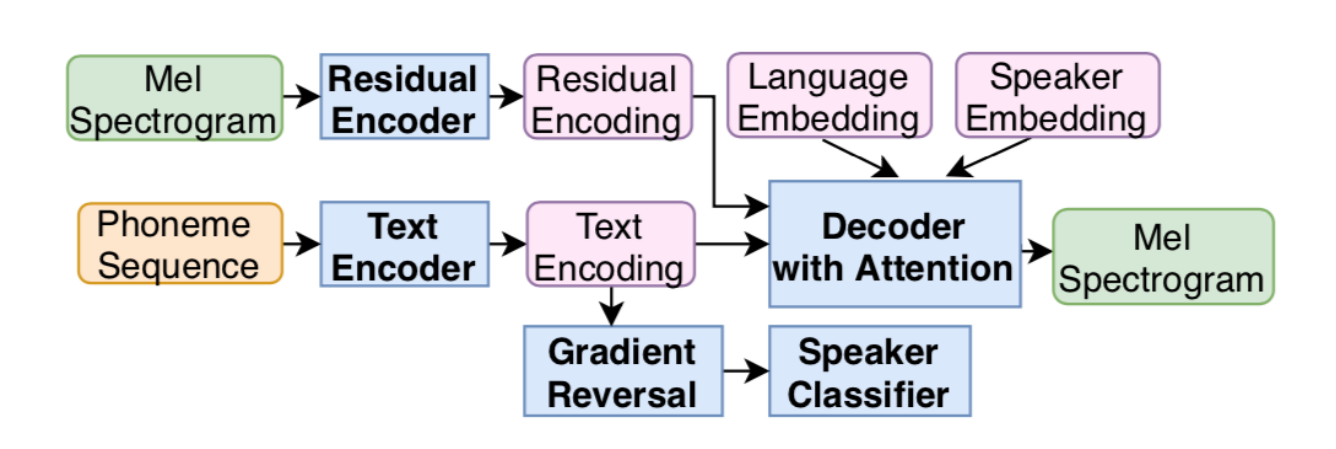 Mel
Spectrogram
Residual
Encoder
Residual
Encoding
Language
Embedding
Speaker
Embedding
Phoneme
Sequence
Text
Encoder
Text
Encoding
Decoder
with Attention
Mel
Spectrogram
Gradient
Reversal
Speaker
Classifier